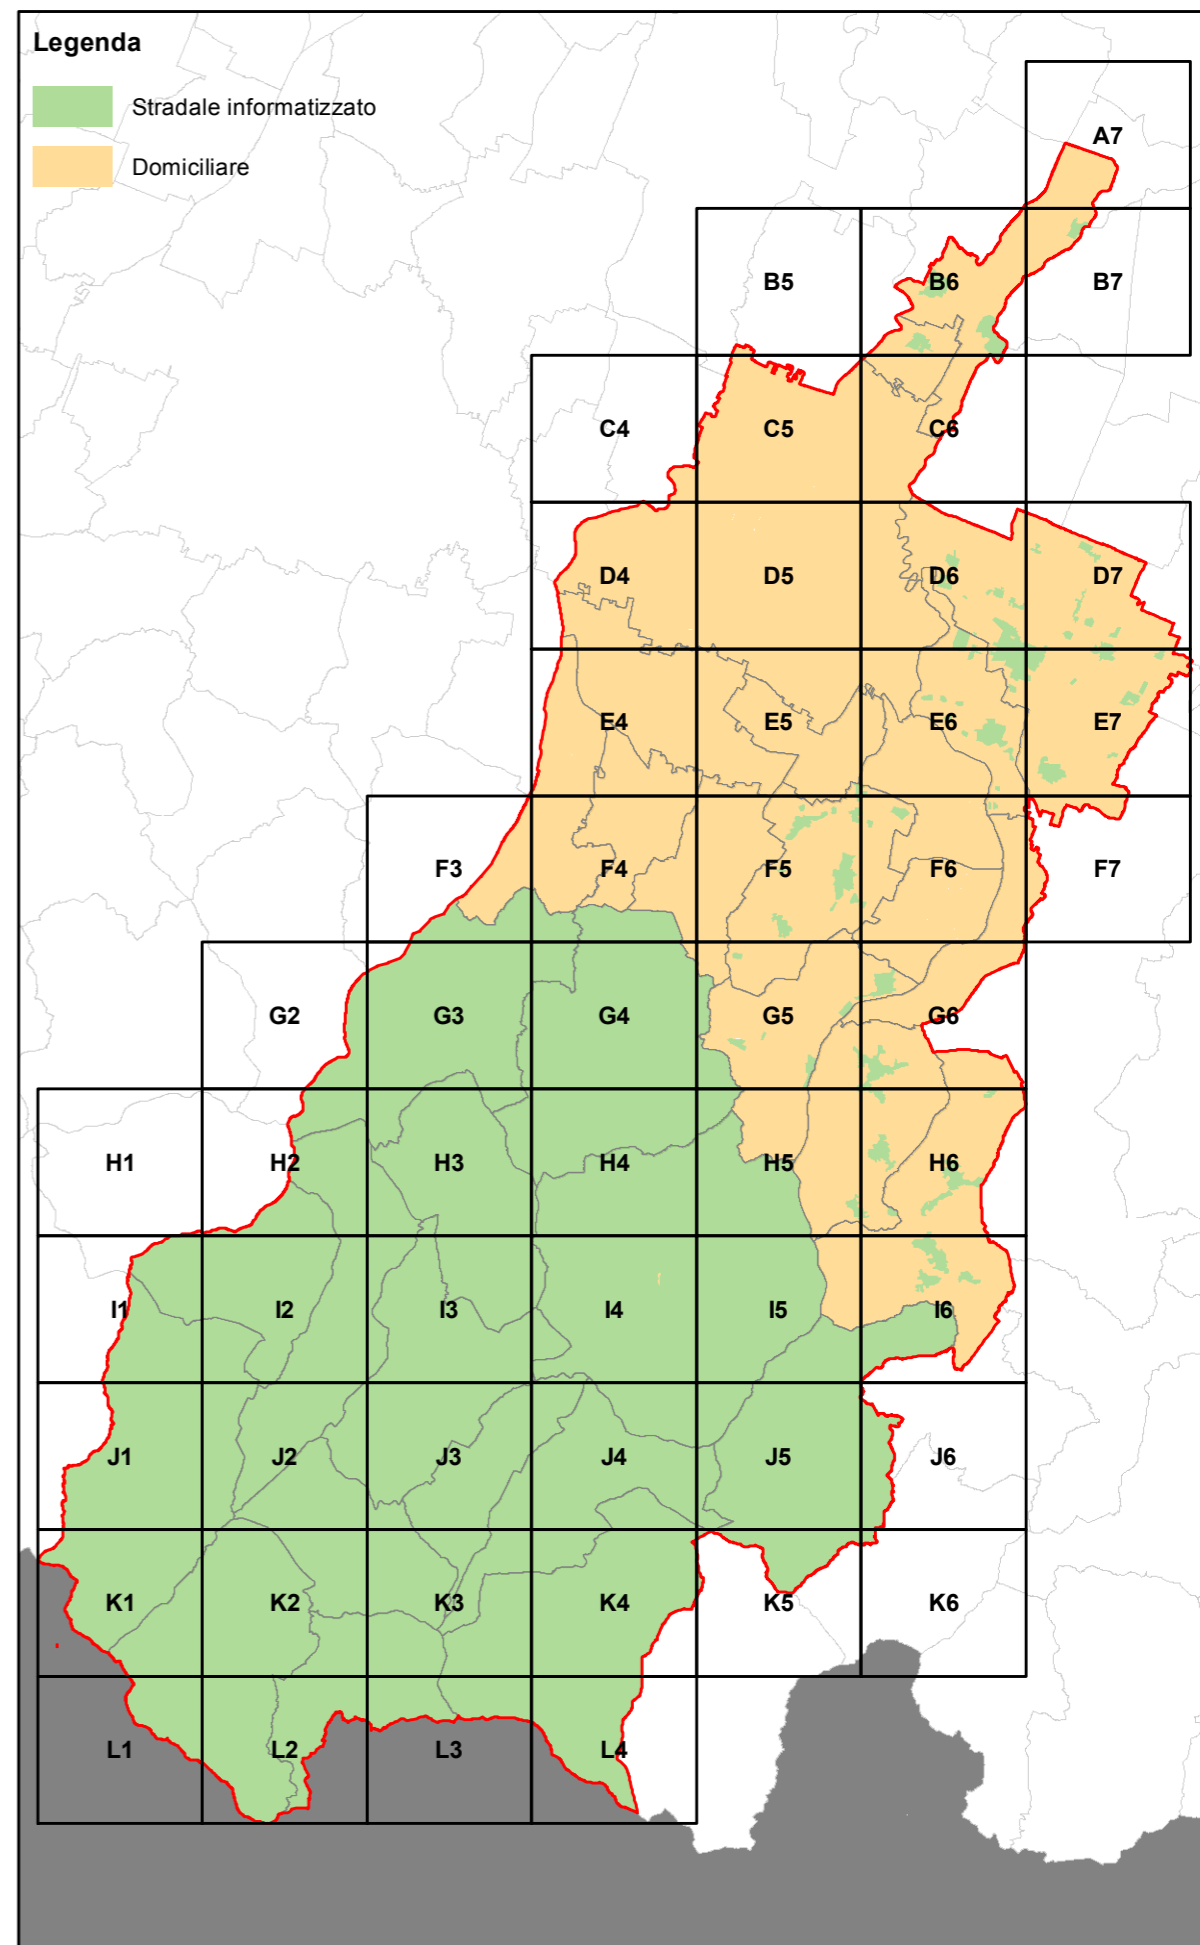 Legenda
Stradale informatizzato
Domiciliare
A7
B5 B6 B7
C4 C5 C6
D4 D5 D6 D7
E4 E5 E6 E7
F3 F4 F5 F6 F7
G2 G3 G4 G5 G6
H1 H2 H3 H4 H5 H6
I1 I2 I3 I4 I5 I6
J1 J2 J3 J4 J5 J6
K1 K2 K3 K4 K5 K6
L1 L2 L3 L4